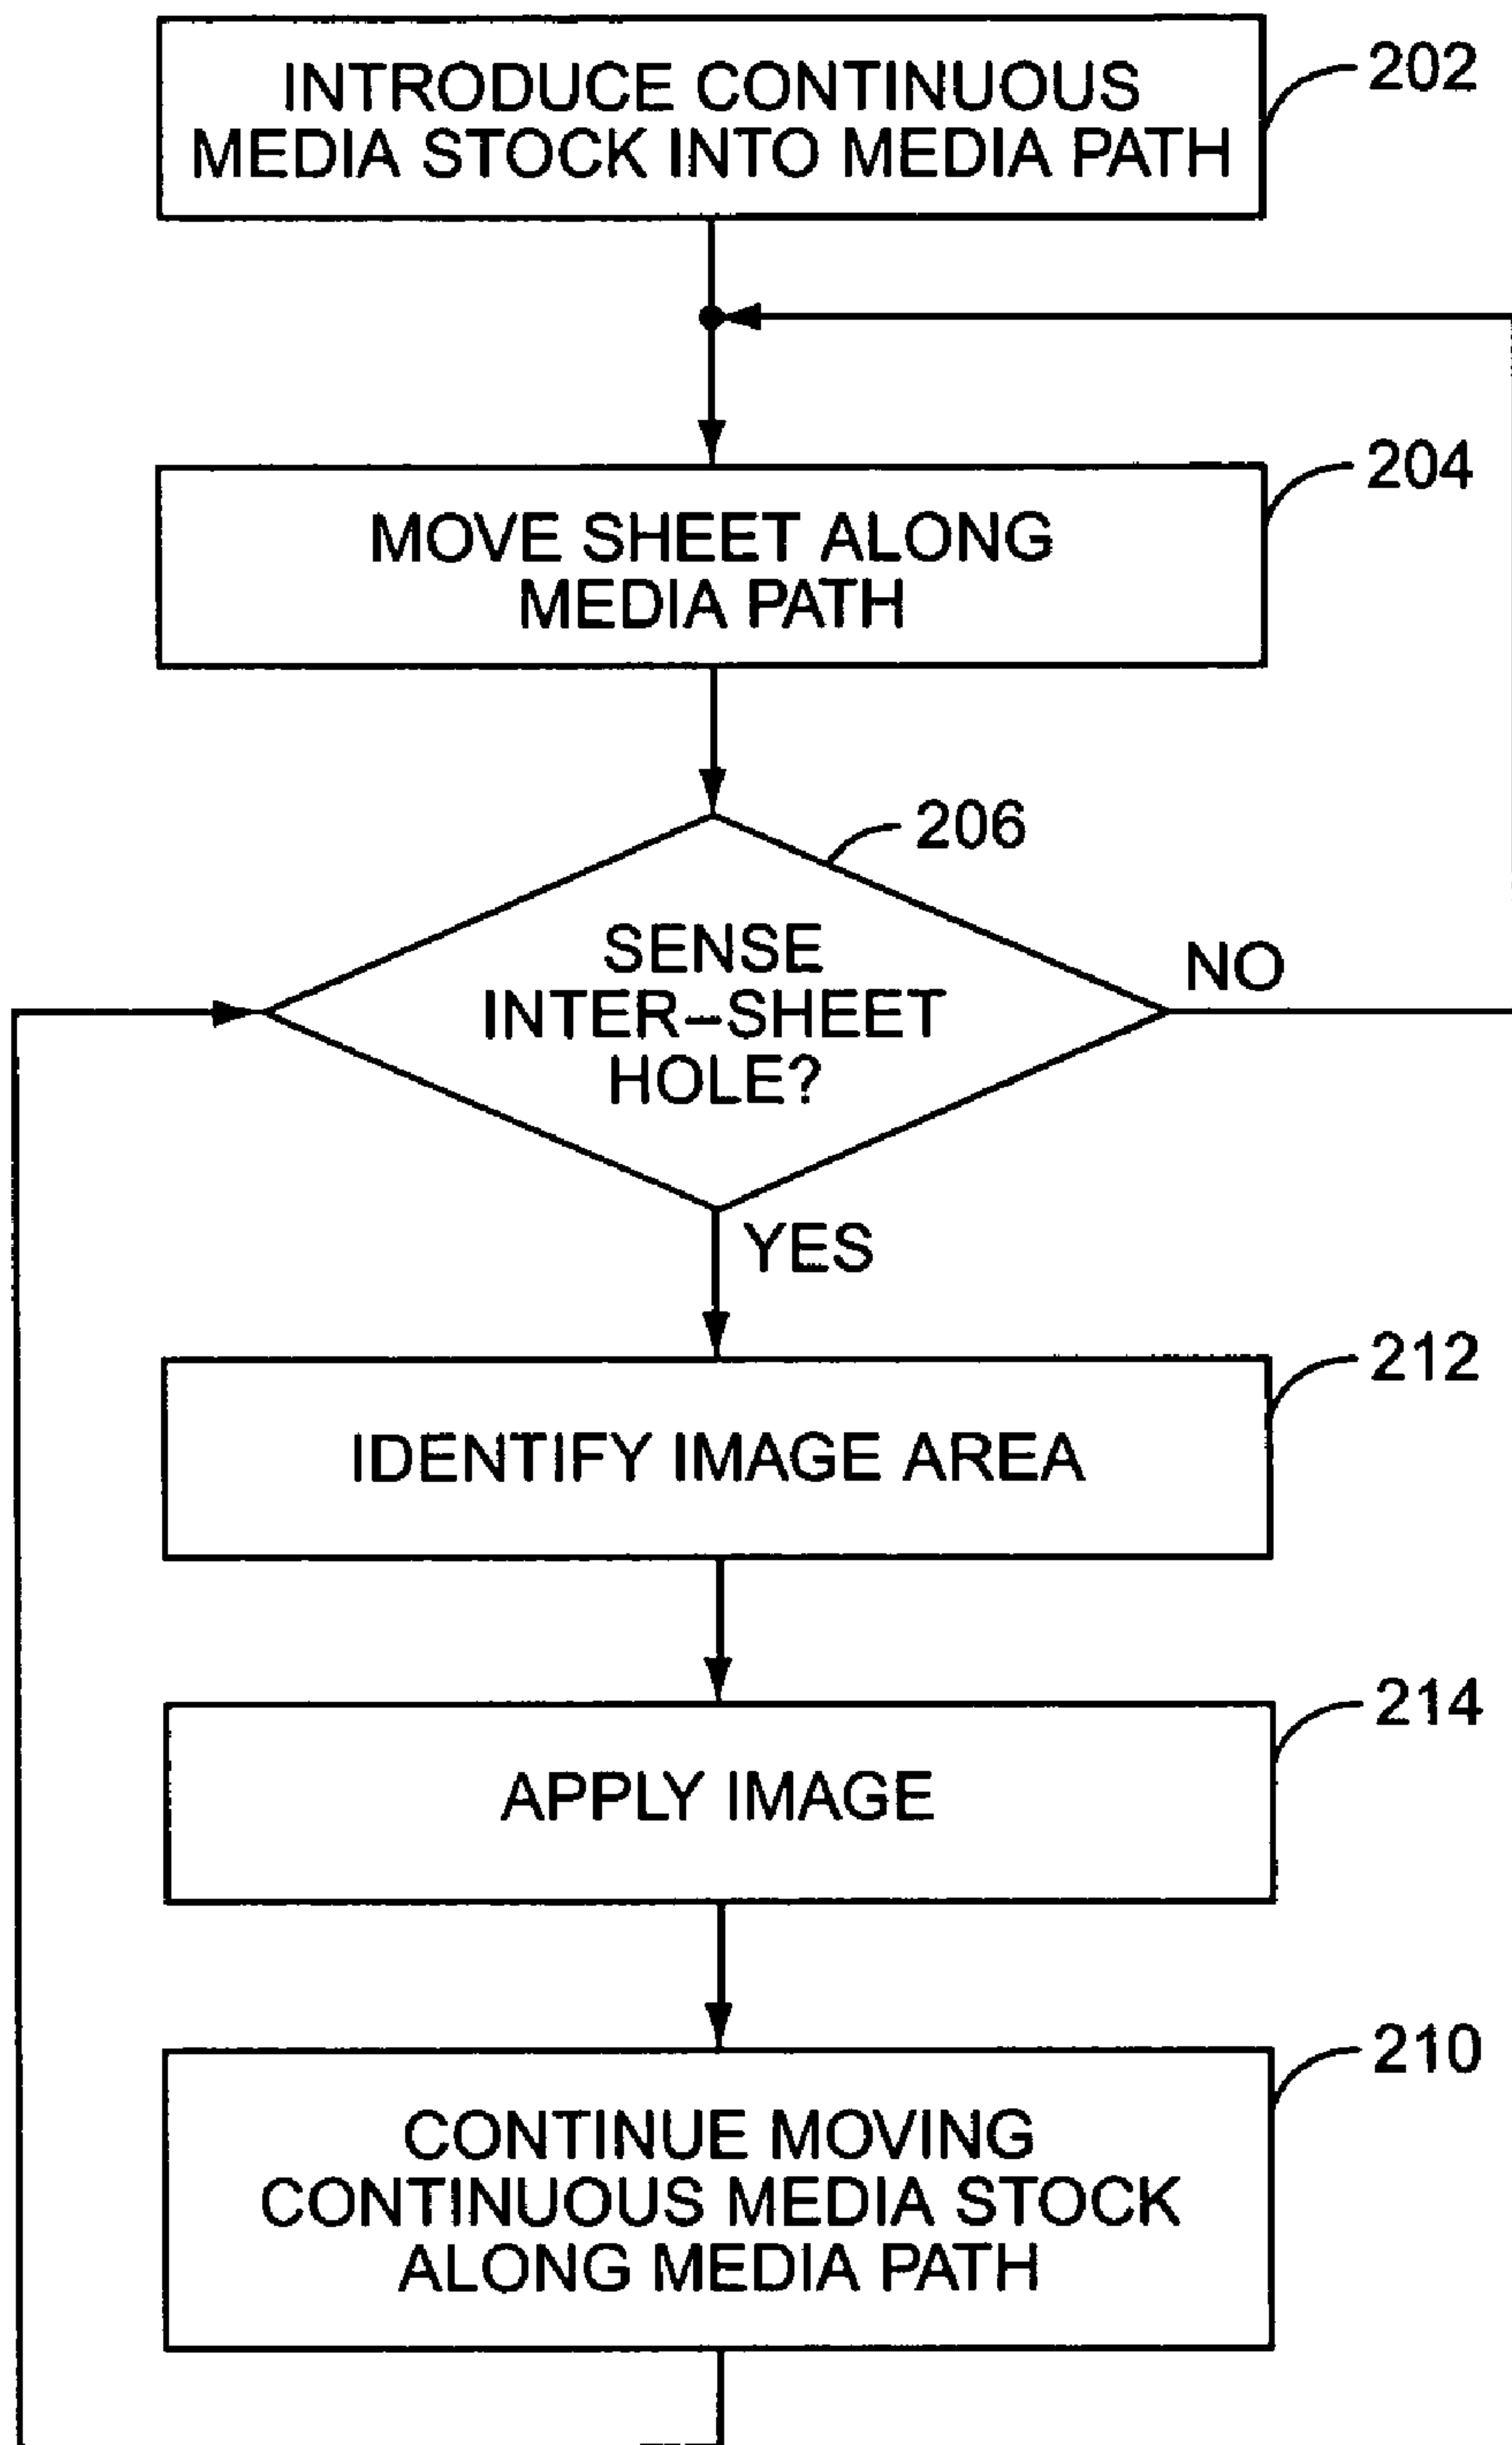 INTRODUCE CONTINUOUS
MEDIA STOCK INTO MEDIA PATH
202
MOVE SHEET ALONG
MEDIA PATH
204
206
SENSE
INTER-SHEET
HOLE?
NO
YES
212
IDENTIFY IMAGE AREA
214
APPLY IMAGE
210
CONTINUE MOVING
CONTINUOUS MEDIA STOCK
ALONG MEDIA PATH